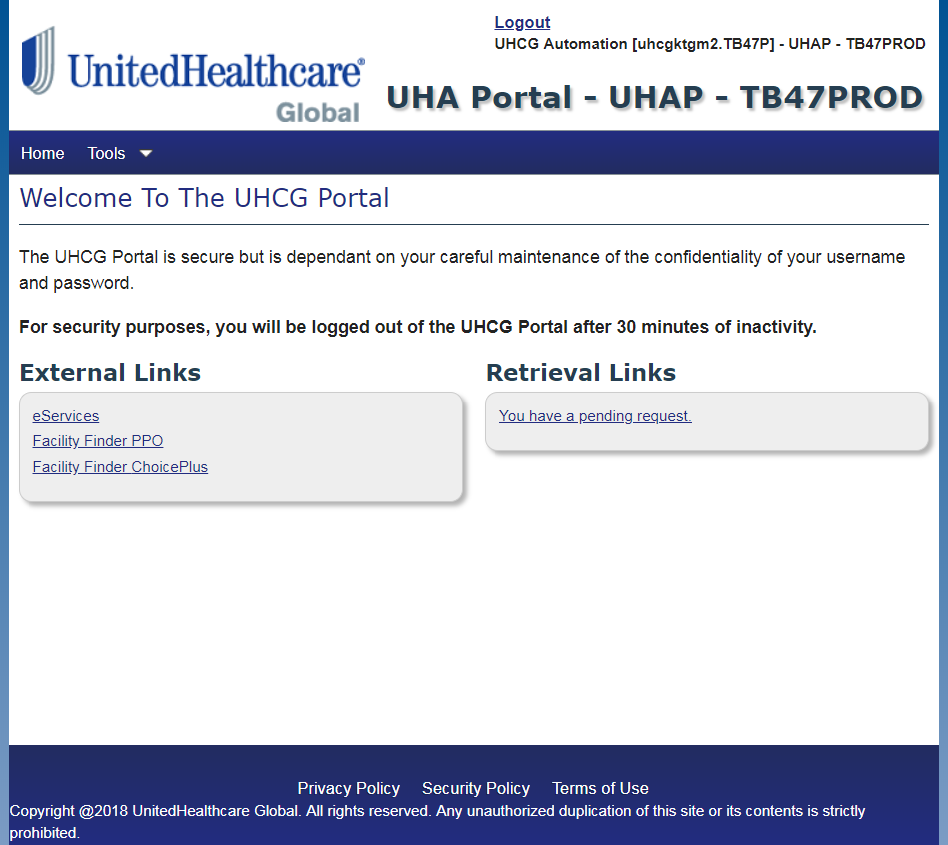 Logout
UHCG Automation [uhcgktgm2.TB47P] - UHAP - TB47PROD
UnitedHealthcare®
Global
UHA Portal - UHAP - TB47PROD
Home Tools
Welcome To The UHCG Portal
The UHCG Portal is secure but is dependant on your careful maintenance of the confidentiality of your username
and password.
For security purposes, you will be logged out of the UHCG Portal after 30 minutes of inactivity.
External Links
eServices
Facility Finder PPO
Facility Finder ChoicePlus
Retrieval Links
You have a pending request.
Privacy Policy Security Policy Terms of Use
Copyright @2018 UnitedHealthcare Global. All rights reserved. Any unauthorized duplication of this site or its contents is strictly
prohibited.